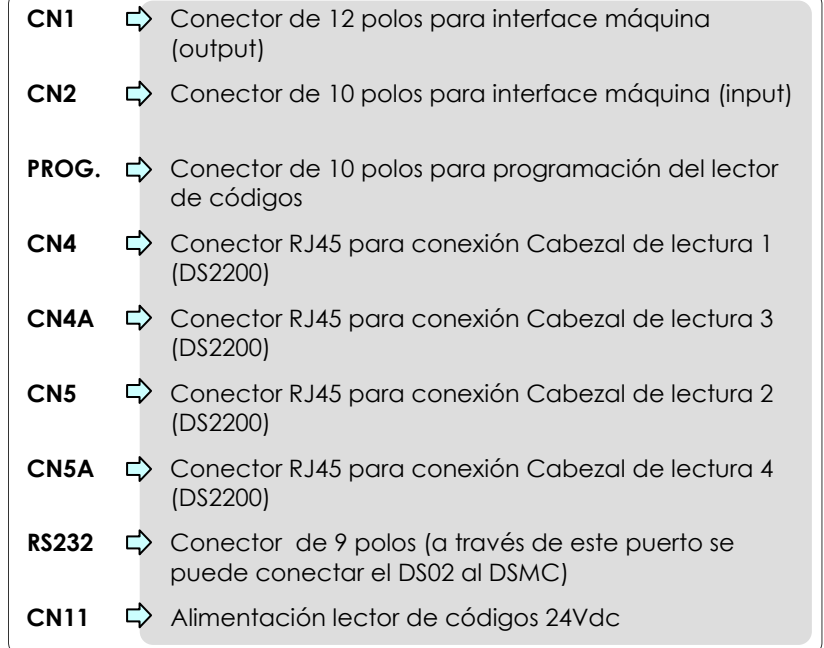 CN1 Conector de 12 polos para interface máquina
(output)
CN2 Conector de 10 polos para interface máquina (input)
PROG. Conector de 10 polos para programación del lector
de códigos
CN4 Conector RJ45 para conexión Cabezal de lectura 1
(DS2200)
CN4A Conector RJ45 para conexión Cabezal de lectura 3
(DS2200)
CN5 Conector RJ45 para conexión Cabezal de lectura 2
(DS2200)
CN5A Conector RJ45 para conexión Cabezal de lectura 4
(DS2200)
RS232 Conector de 9 polos (a través de este puerto se
puede conectar el DS02 al DSMC)
CN11 Alimentación lector de códigos 24Vdc